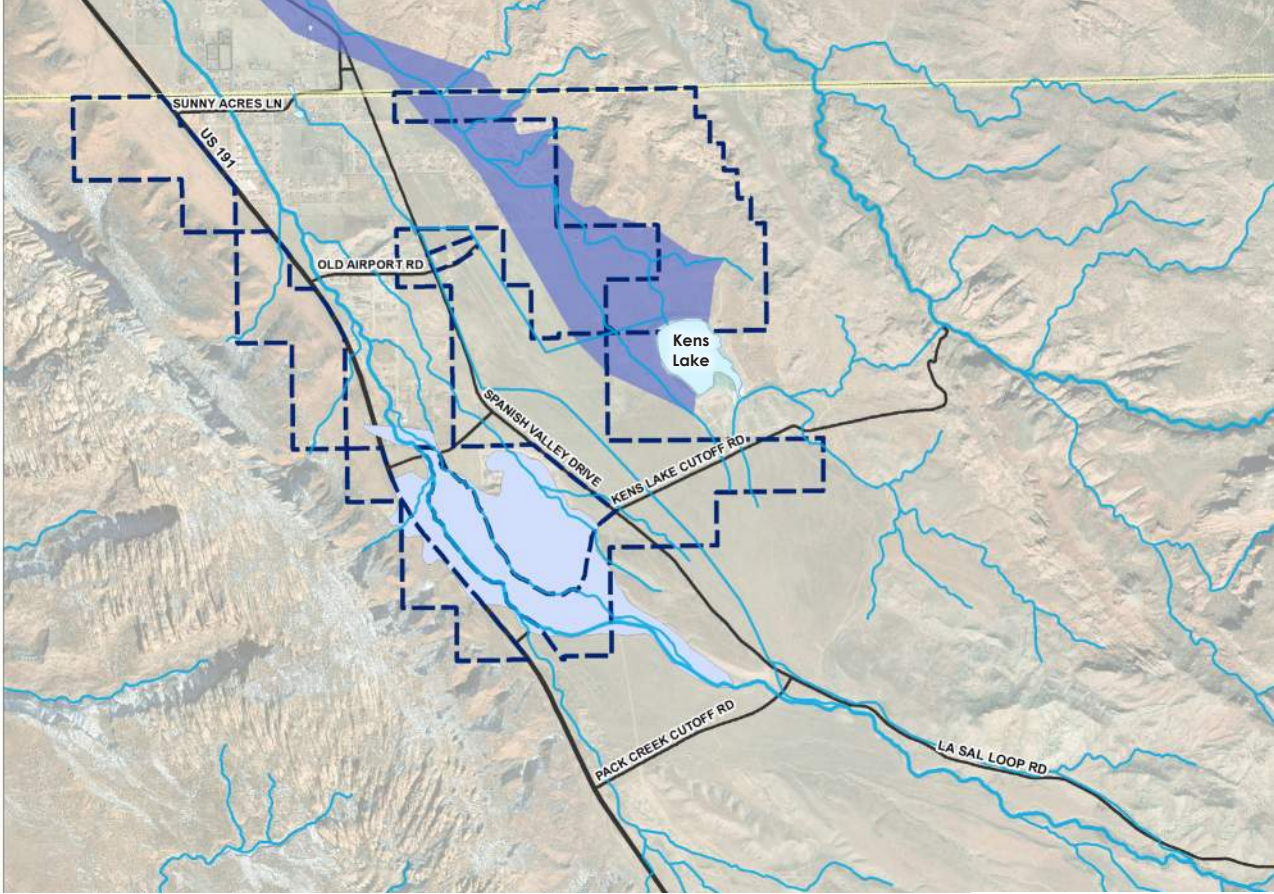 SUNNY ACRES LN
US 191
OLD AIRPORT RD
Kens
Lake
SPANISH VALLEY DRIVE
KENS LAKE CUTOFF RD
PACK CREEK CUTOFF RD
LA SAL LOOP RD